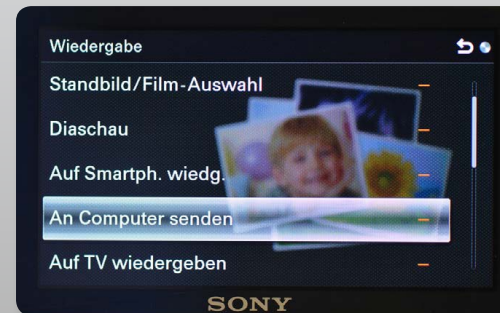 Wiedergabe
Standbild/Film-Auswahl
Diaschau
Auf Smartph. wiedg.
An Computer senden
Auf TV wiedergeben
SONY